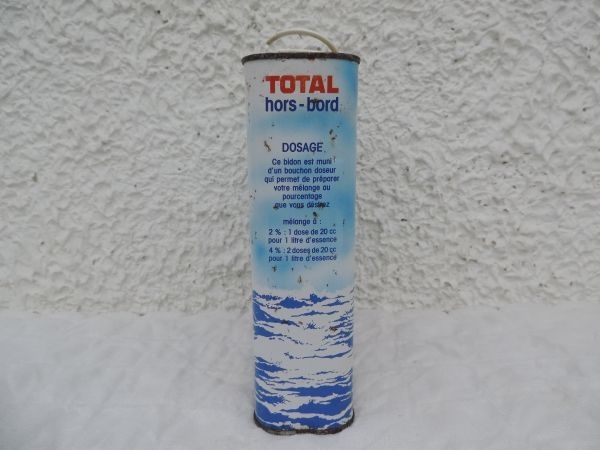 TOTAL
hors-bord
DOSAGE
Ce bidon est muni
d'un bouchon doseur
qui permet de préparer
votre mélange au
pourcentage
que vous désirez
mélange à :
2 % : 1 dose de 20 cc
pour 1 litre d'essence
4 % : 2 doses de 20 cc
pour 1 litre d'essence